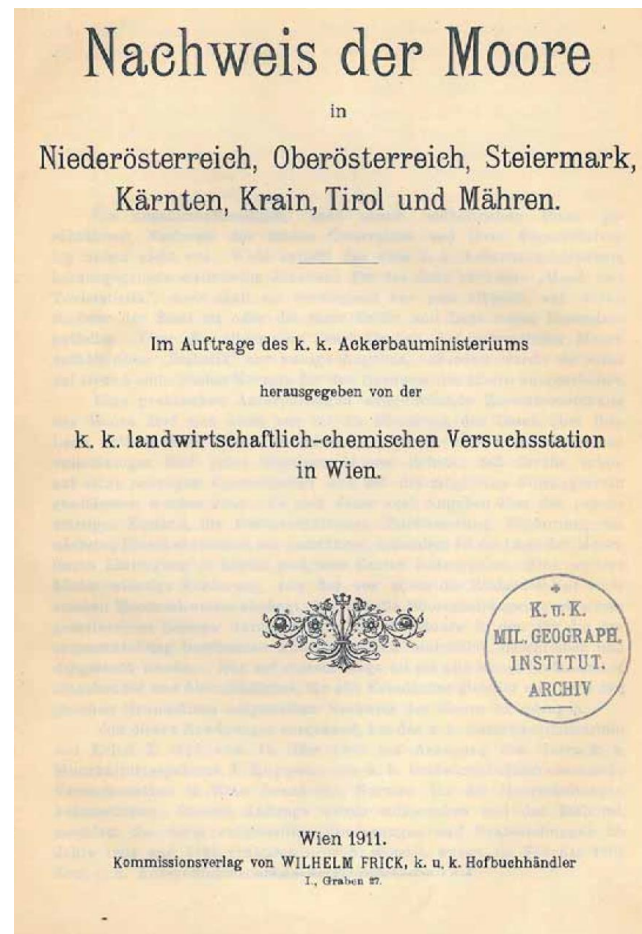 Nachweis der Moore
in
Niederösterreich, Oberösterreich, Steiermark,
Kärnten, Krain, Tirol und Mähren.
Im Auftrage des k. k. Ackerbauministeriums
herausgegeben von der
k. k. landwirtschaftlich-chemischen Versuchsstation
in Wien.
K. u. K.
MIL. GEOGRAPH.
INSTITUT.
ARCHIV
Wien 1911.
Kommissionsverlag von WILHELM FRICK, k. u. k. Hofbuchhändler
I., Graben 27.